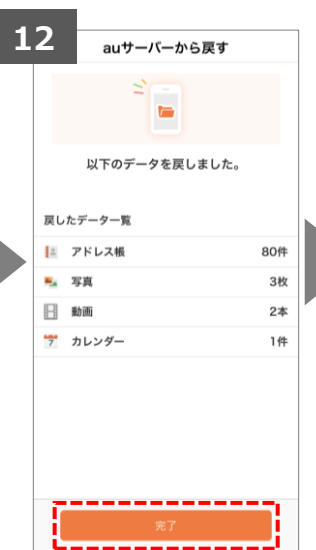 12
auサーバーから戻す
以下のデータを戻しました。
戻したデータ一覧
アドレス帳 80件
写真 3枚
動画 2本
7 カレンダー 1件
完了